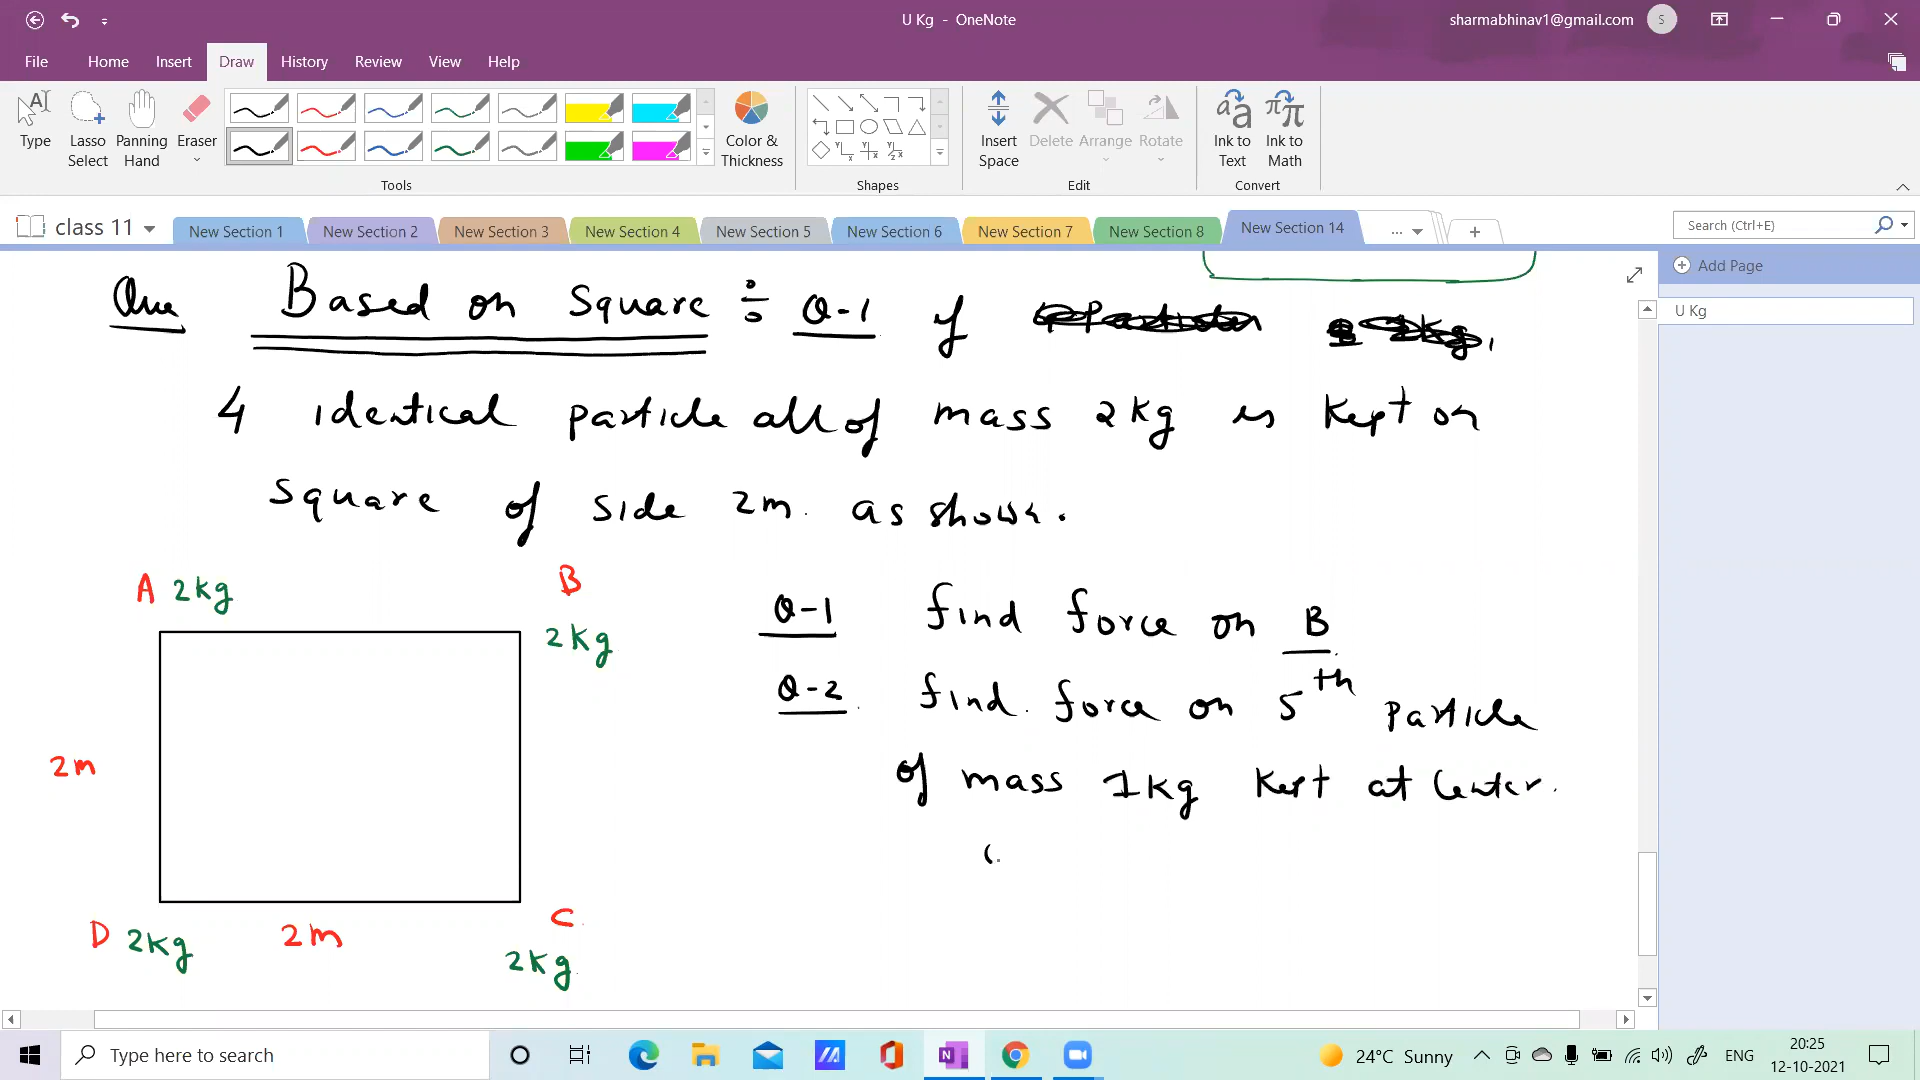 U Kg - OneNote
sharmabhinav1@gmail.com
S
File Home Insert Draw History Review View Help
Type
Lasso Select
Panning Hand
Eraser
Color & Thickness
Insert Space
Delete
Arrange
Rotate
Ink to Text
Ink to Math
Tools
Shapes
Edit
Convert
class 11
New Section 1
New Section 2
New Section 3
New Section 4
New Section 5
New Section 6
New Section 7
New Section 8
New Section 14
...
Search (Ctrl+E)
Add Page
U Kg
Que Based on Square ÷ Q-1 if
4 identical particle all of mass 2kg is kept on
square of side 2m. as shown.
A 2kg
B
2kg
2m
D 2kg
2m
C
2kg
Q-1 find force on B
Q-2 find force on 5th particle
of mass 1kg kept at center.
(
Type here to search
24°C Sunny
ENG
20:25
12-10-2021